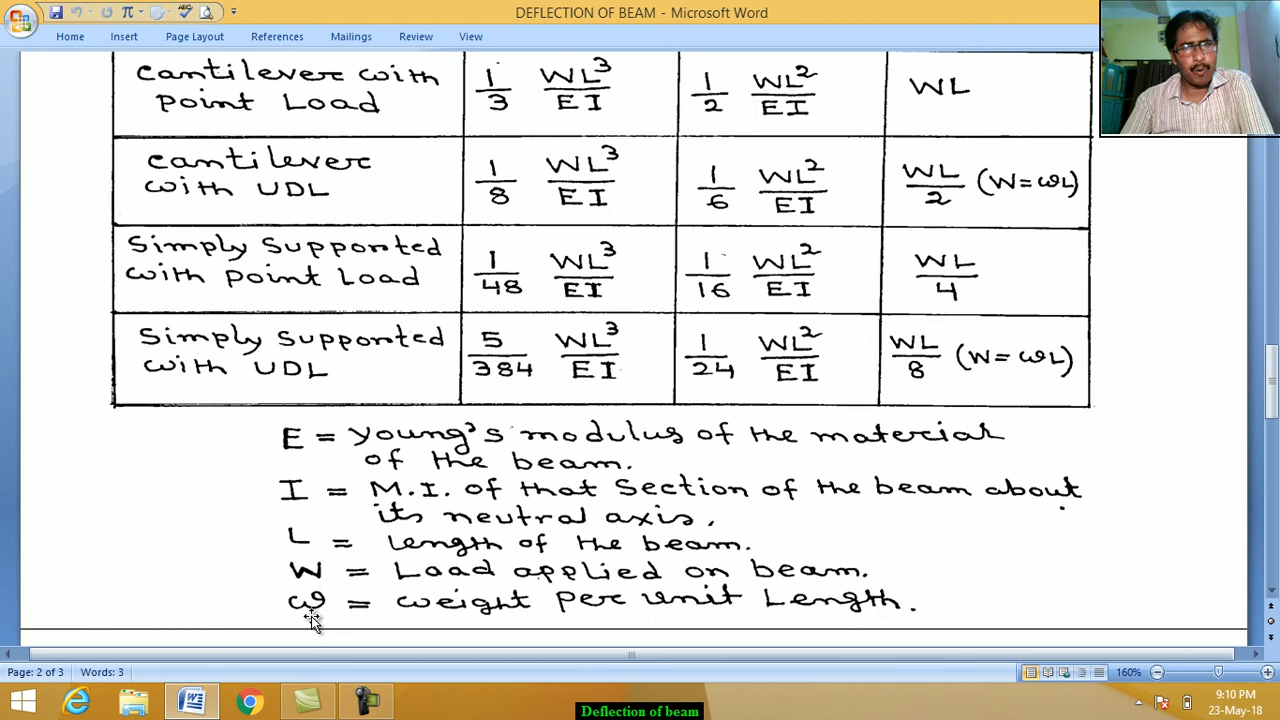 DEFLECTION OF BEAM - Microsoft Word
Home Insert Page Layout References Mailings Review View
Cantilever with Point Load 1/3 WL³/EI 1/2 WL²/EI WL
Cantilever with UDL 1/8 WL³/EI 1/6 WL²/EI WL/2 (W=ωL)
Simply Supported with Point Load 1/48 WL³/EI 1/16 WL²/EI WL/4
Simply Supported with UDL 5/384 WL³/EI 1/24 WL²/EI WL/8 (W=ωL)
E = Young's modulus of the material
of the beam.
I = M.I. of that Section of the beam about
its neutral axis.
L = length of the beam.
W = Load applied on beam.
ω = weight Per unit Length.
Page: 2 of 3 Words: 3 160%
9:10 PM
23-May-18
Deflection of beam